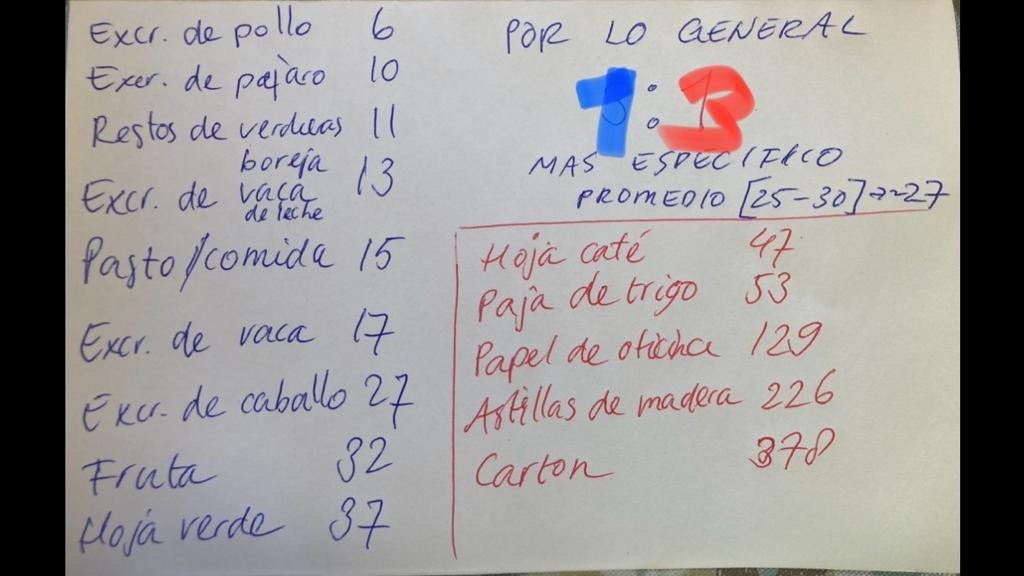 Excr. de pollo 6
Excr. de pajàro 10
Restos de verduras 11
boreja
Excr. de vaca 13
de leche
Pasto/comida 15
Excr. de vaca 17
Excr. de caballo 27
Fruta 32
Hoja verde 37
POR LO GENERAL
1:3
MAS ESPECIFICO
PROMEDIO [25-30]→~27
Hoja café 47
Paja de trigo 53
Papel de oficina 129
Astillas de madera 226
Carton 378